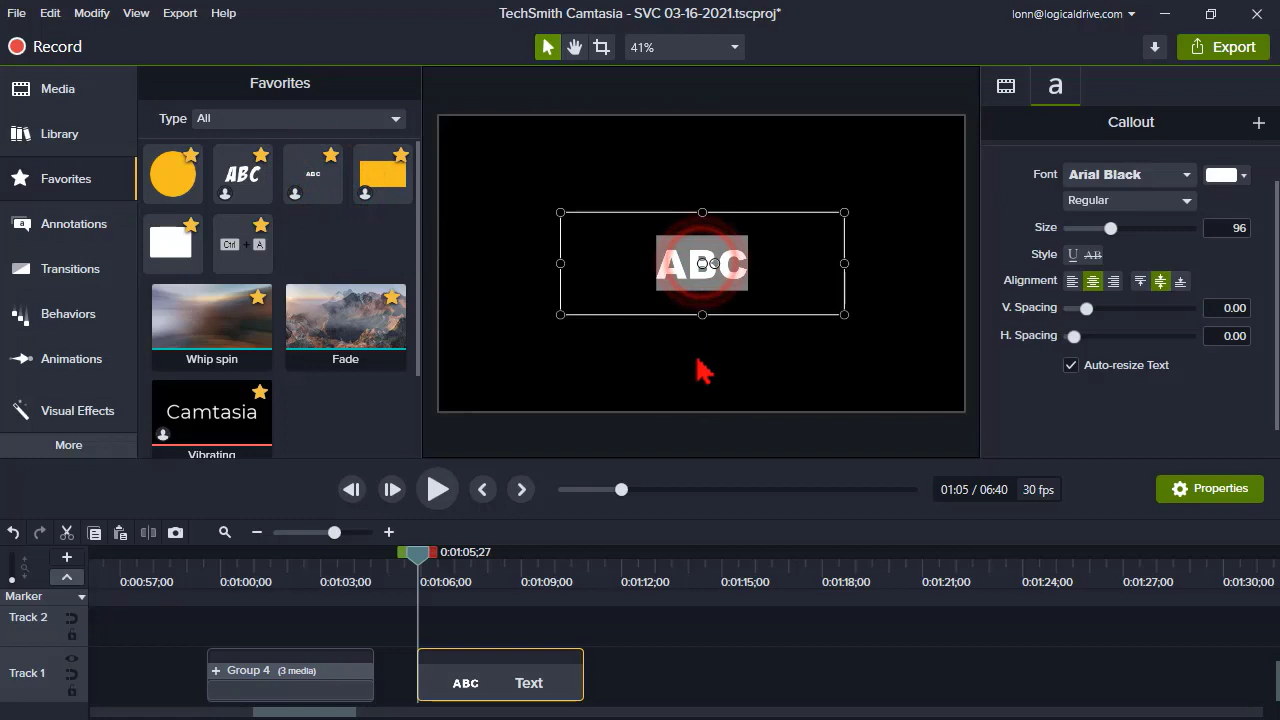 File Edit Modify View Export Help TechSmith Camtasia - SVC 03-16-2021.tscproj* lonn@logicaldrive.com
Record 41% Export
Media
Library
Favorites
Annotations
Transitions
Behaviors
Animations
Visual Effects
More
Favorites
Type All
ABC ABC
Ctrl + A
Whip spin Fade
Camtasia
Vibrating
ABC
a
Callout
Font Arial Black
Regular
Size 96
Style U AB
Alignment
V. Spacing 0.00
H. Spacing 0.00
Auto-resize Text
01:05 / 06:40 30 fps Properties
0:01:05;27
0:00:57;00 0:01:00;00 0:01:03;00 0:01:06;00 0:01:09;00 0:01:12;00 0:01:15;00 0:01:18;00 0:01:21;00 0:01:24;00 0:01:27;00 0:01:30;00
Marker
Track 2
Track 1 + Group 4 (3 media) ABC Text